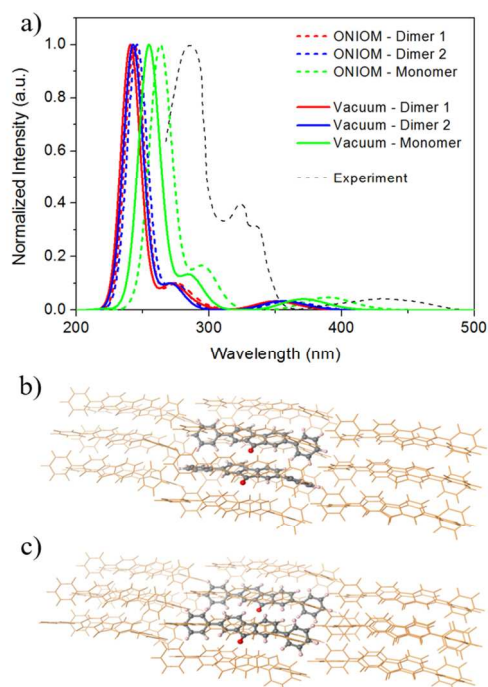 a)
Normalized Intensity (a.u.)
1.0
0.8
0.6
0.4
0.2
0.0
200
300
400
500
Wavelength (nm)
ONIOM - Dimer 1
ONIOM - Dimer 2
ONIOM - Monomer
Vacuum - Dimer 1
Vacuum - Dimer 2
Vacuum - Monomer
Experiment
b)
c)